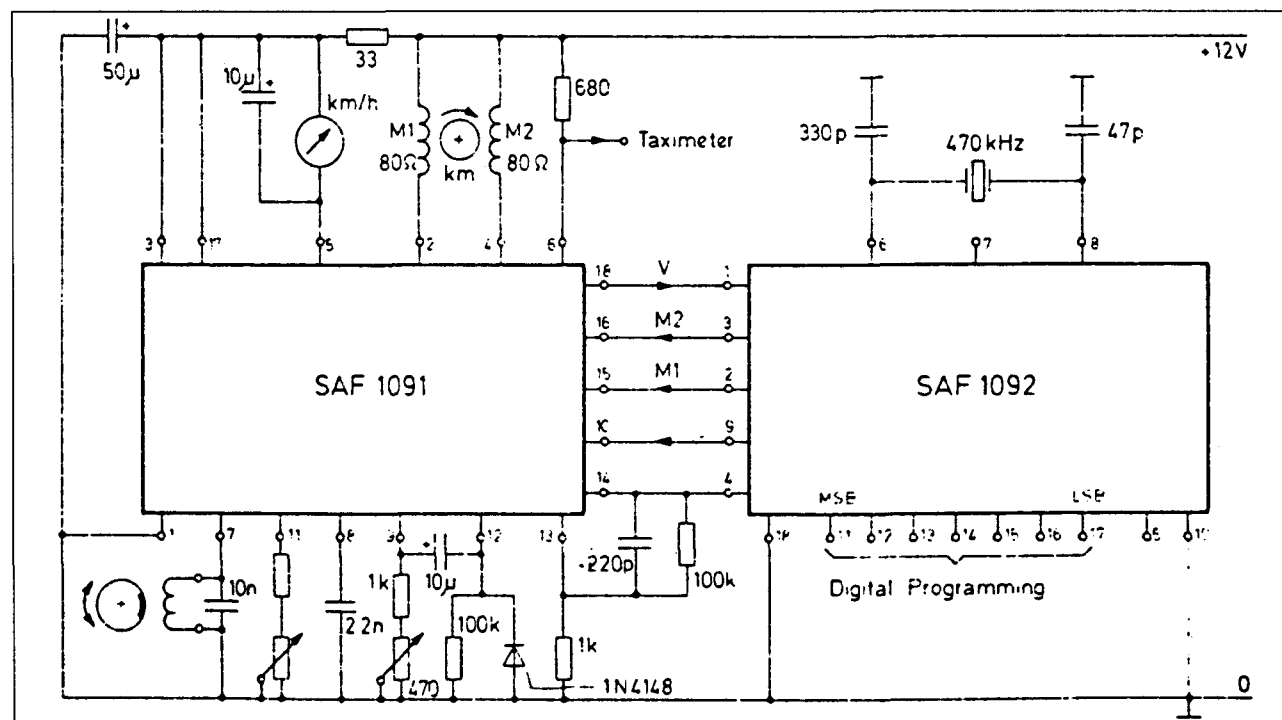 50µ
+
10µ
+
km/h
33
M1
80Ω
km
M2
80Ω
680
Taximeter
+12V
330p
470kHz
47p
3
17
5
2
4
6
6
7
8
SAF 1091
18
V
1
16
M2
3
15
M1
2
10
9
14
4
SAF 1092
MSB
LSB
1
7
11
8
9
12
13
18
11
12
13
14
15
16
17
10
Digital Programming
10n
2.2n
1k
+
10µ
100k
470
1N4148
1k
220p
100k
0